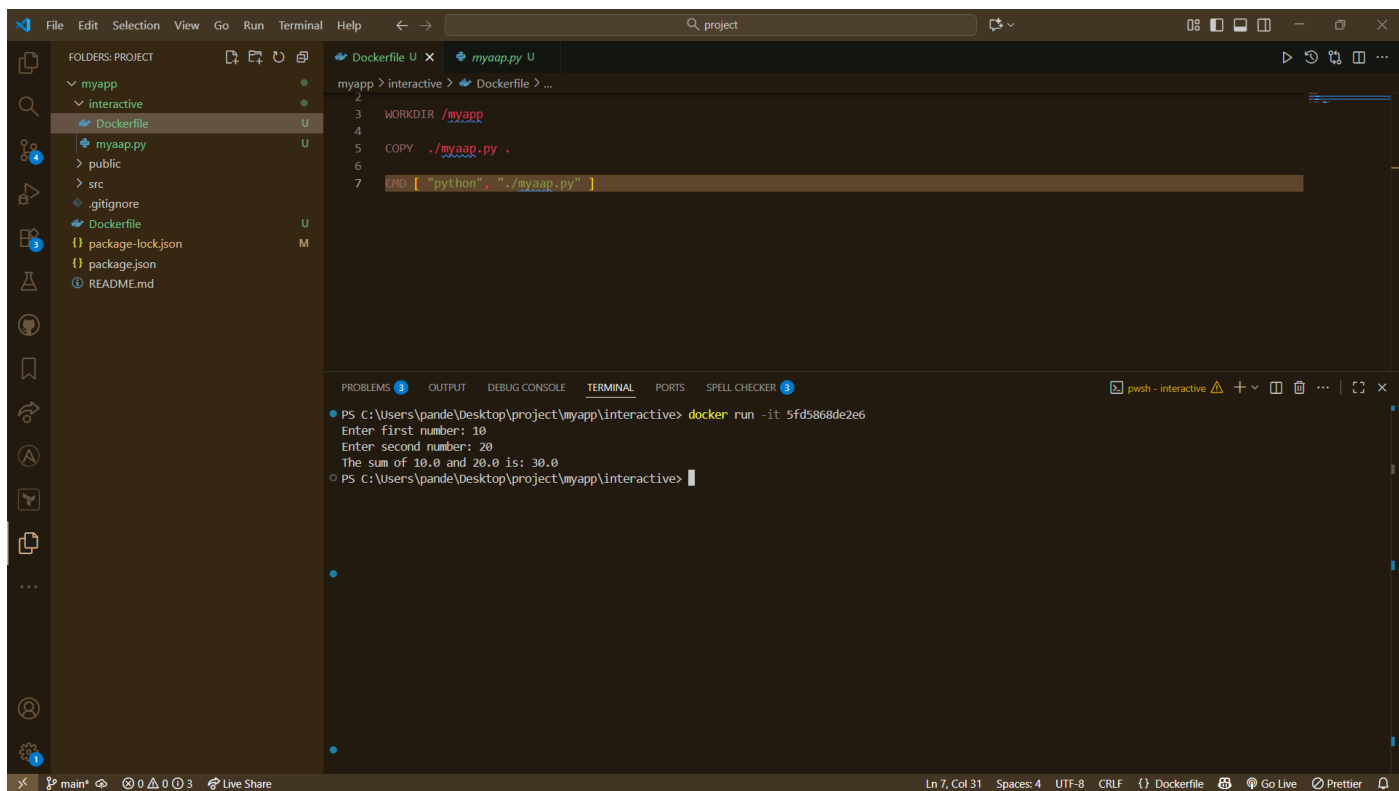 File Edit Selection View Go Run Terminal Help
project
FOLDERS: PROJECT
myapp
interactive
Dockerfile U
myaap.py U
public
src
.gitignore
Dockerfile U
package-lock.json M
package.json
README.md
4
3
1
Dockerfile U
myaap.py U
myapp > interactive > Dockerfile > ...
2
3 WORKDIR /myapp
4
5 COPY ./myaap.py .
6
7 CMD [ "python", "./myaap.py" ]
PROBLEMS 3 OUTPUT DEBUG CONSOLE TERMINAL PORTS SPELL CHECKER 3
pwsh - interactive
PS C:\Users\pande\Desktop\project\myapp\interactive> docker run -it 5fd5868de2e6
Enter first number: 10
Enter second number: 20
The sum of 10.0 and 20.0 is: 30.0
PS C:\Users\pande\Desktop\project\myapp\interactive>
main* 0 0 3 Live Share
Ln 7, Col 31 Spaces: 4 UTF-8 CRLF {} Dockerfile Go Live Prettier